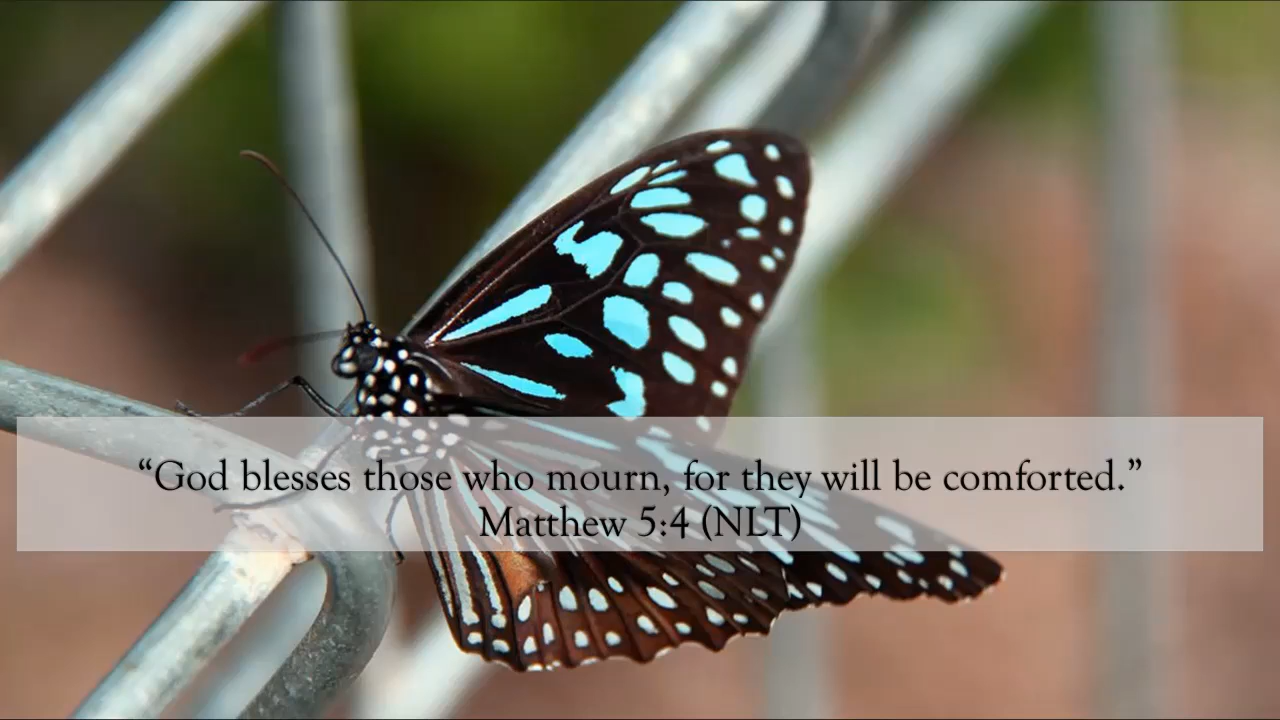 “God blesses those who mourn, for they will be comforted.”
Matthew 5:4 (NLT)